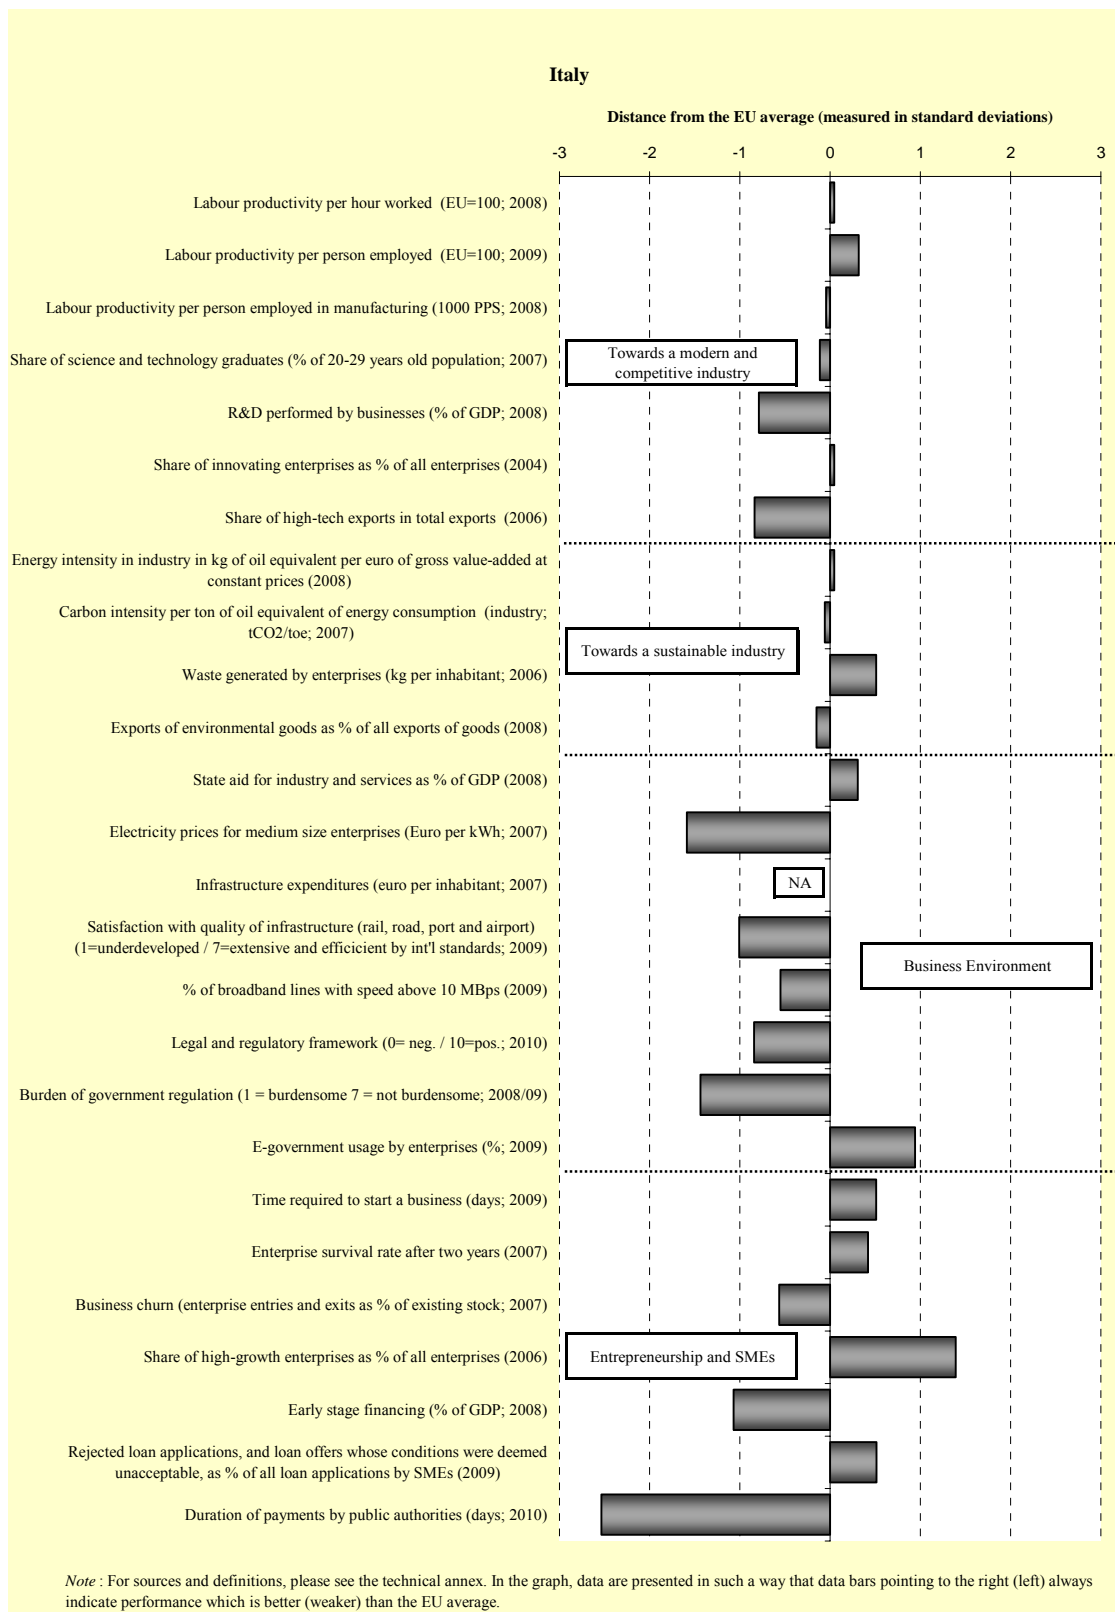 Italy
Distance from the EU average (measured in standard deviations)
-3 -2 -1 0 1 2 3
Labour productivity per hour worked (EU=100; 2008)
Labour productivity per person employed (EU=100; 2009)
Labour productivity per person employed in manufacturing (1000 PPS; 2008)
Share of science and technology graduates (% of 20-29 years old population; 2007)
Towards a modern and
competitive industry
R&D performed by businesses (% of GDP; 2008)
Share of innovating enterprises as % of all enterprises (2004)
Share of high-tech exports in total exports (2006)
Energy intensity in industry in kg of oil equivalent per euro of gross value-added at
constant prices (2008)
Carbon intensity per ton of oil equivalent of energy consumption (industry;
tCO2/toe; 2007)
Towards a sustainable industry
Waste generated by enterprises (kg per inhabitant; 2006)
Exports of environmental goods as % of all exports of goods (2008)
State aid for industry and services as % of GDP (2008)
Electricity prices for medium size enterprises (Euro per kWh; 2007)
Infrastructure expenditures (euro per inhabitant; 2007)
NA
Satisfaction with quality of infrastructure (rail, road, port and airport)
(1=underdeveloped / 7=extensive and efficicient by int'l standards; 2009)
Business Environment
% of broadband lines with speed above 10 MBps (2009)
Legal and regulatory framework (0= neg. / 10=pos.; 2010)
Burden of government regulation (1 = burdensome 7 = not burdensome; 2008/09)
E-government usage by enterprises (%; 2009)
Time required to start a business (days; 2009)
Enterprise survival rate after two years (2007)
Business churn (enterprise entries and exits as % of existing stock; 2007)
Share of high-growth enterprises as % of all enterprises (2006)
Entrepreneurship and SMEs
Early stage financing (% of GDP; 2008)
Rejected loan applications, and loan offers whose conditions were deemed
unacceptable, as % of all loan applications by SMEs (2009)
Duration of payments by public authorities (days; 2010)
Note : For sources and definitions, please see the technical annex. In the graph, data are presented in such a way that data bars pointing to the right (left) always
indicate performance which is better (weaker) than the EU average.